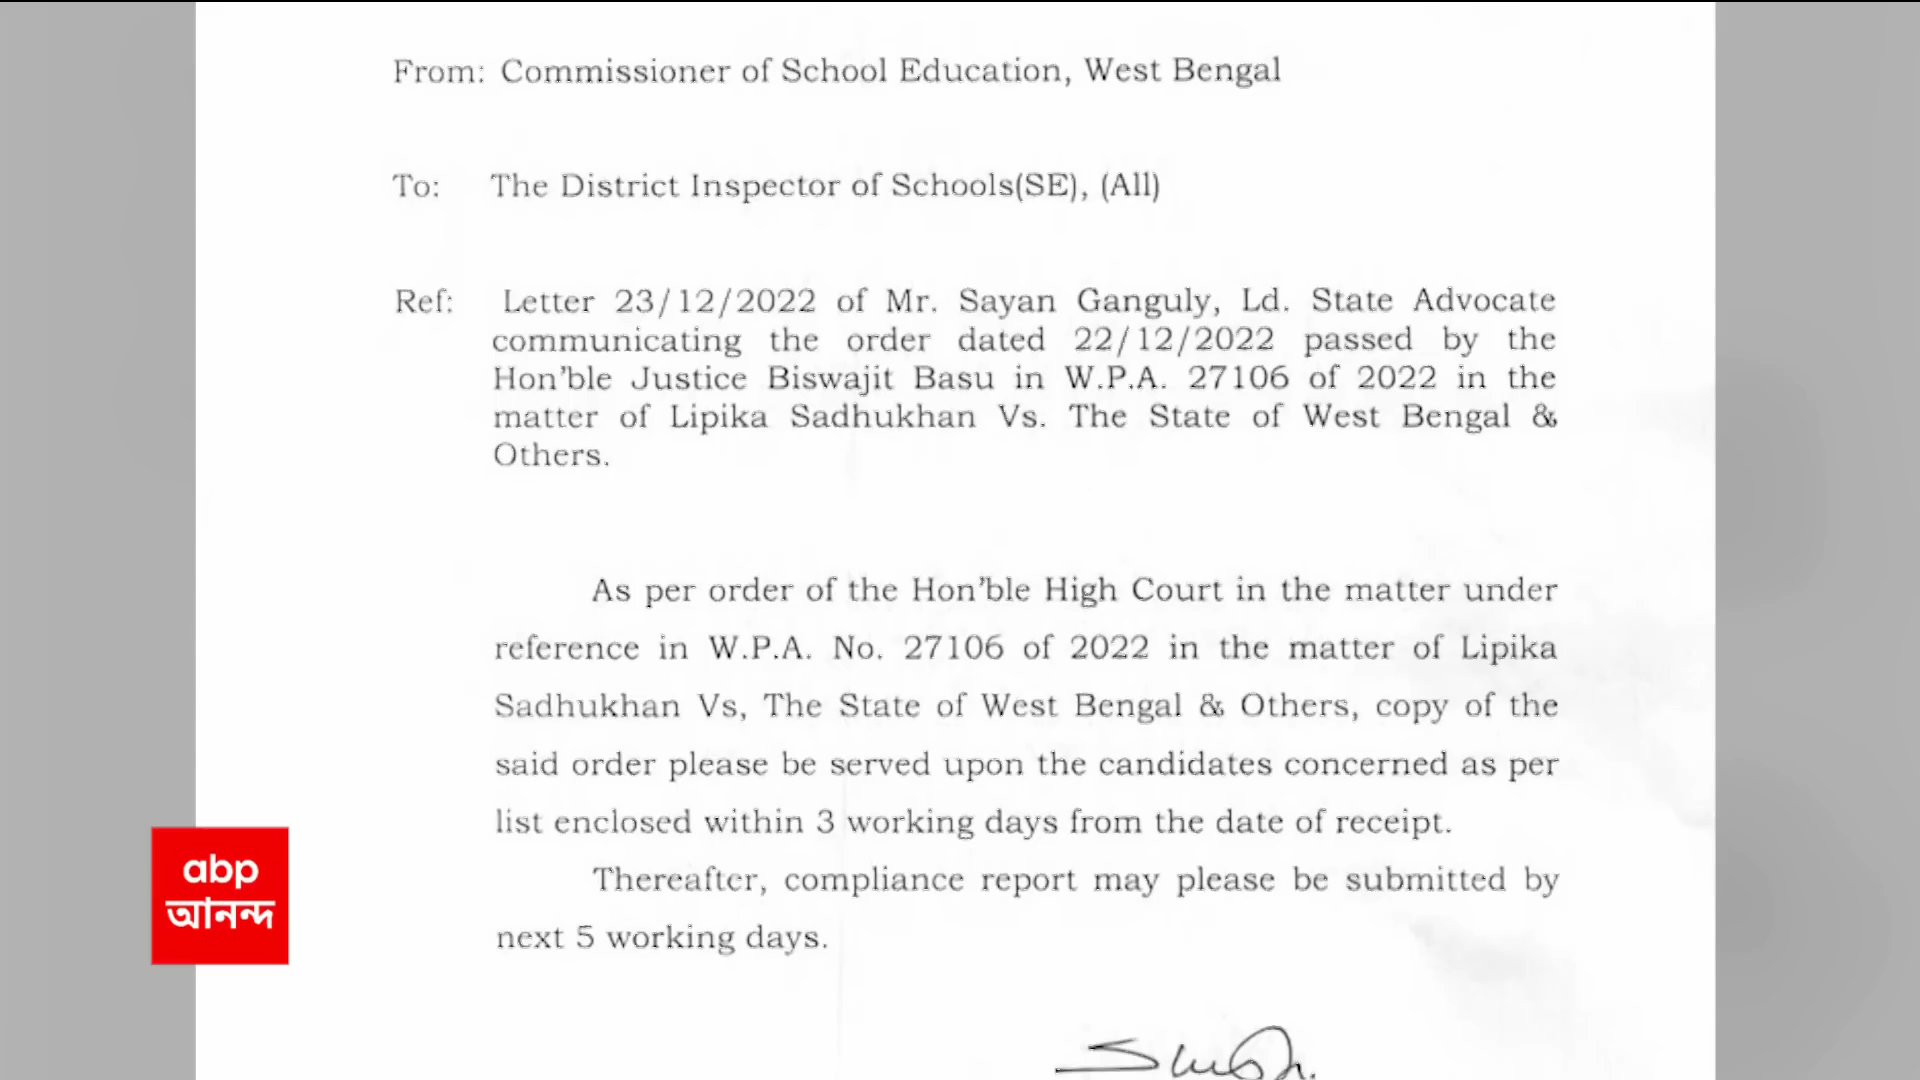 From: Commissioner of School Education, West Bengal
To: The District Inspector of Schools(SE), (All)
Ref: Letter 23/12/2022 of Mr. Sayan Ganguly, Ld. State Advocate
communicating the order dated 22/12/2022 passed by the
Hon'ble Justice Biswajit Basu in W.P.A. 27106 of 2022 in the
matter of Lipika Sadhukhan Vs. The State of West Bengal &
Others.
As per order of the Hon'ble High Court in the matter under
reference in W.P.A. No. 27106 of 2022 in the matter of Lipika
Sadhukhan Vs, The State of West Bengal & Others, copy of the
said order please be served upon the candidates concerned as per
list enclosed within 3 working days from the date of receipt.
Thereafter, compliance report may please be submitted by
next 5 working days.
abp
আনন্দ